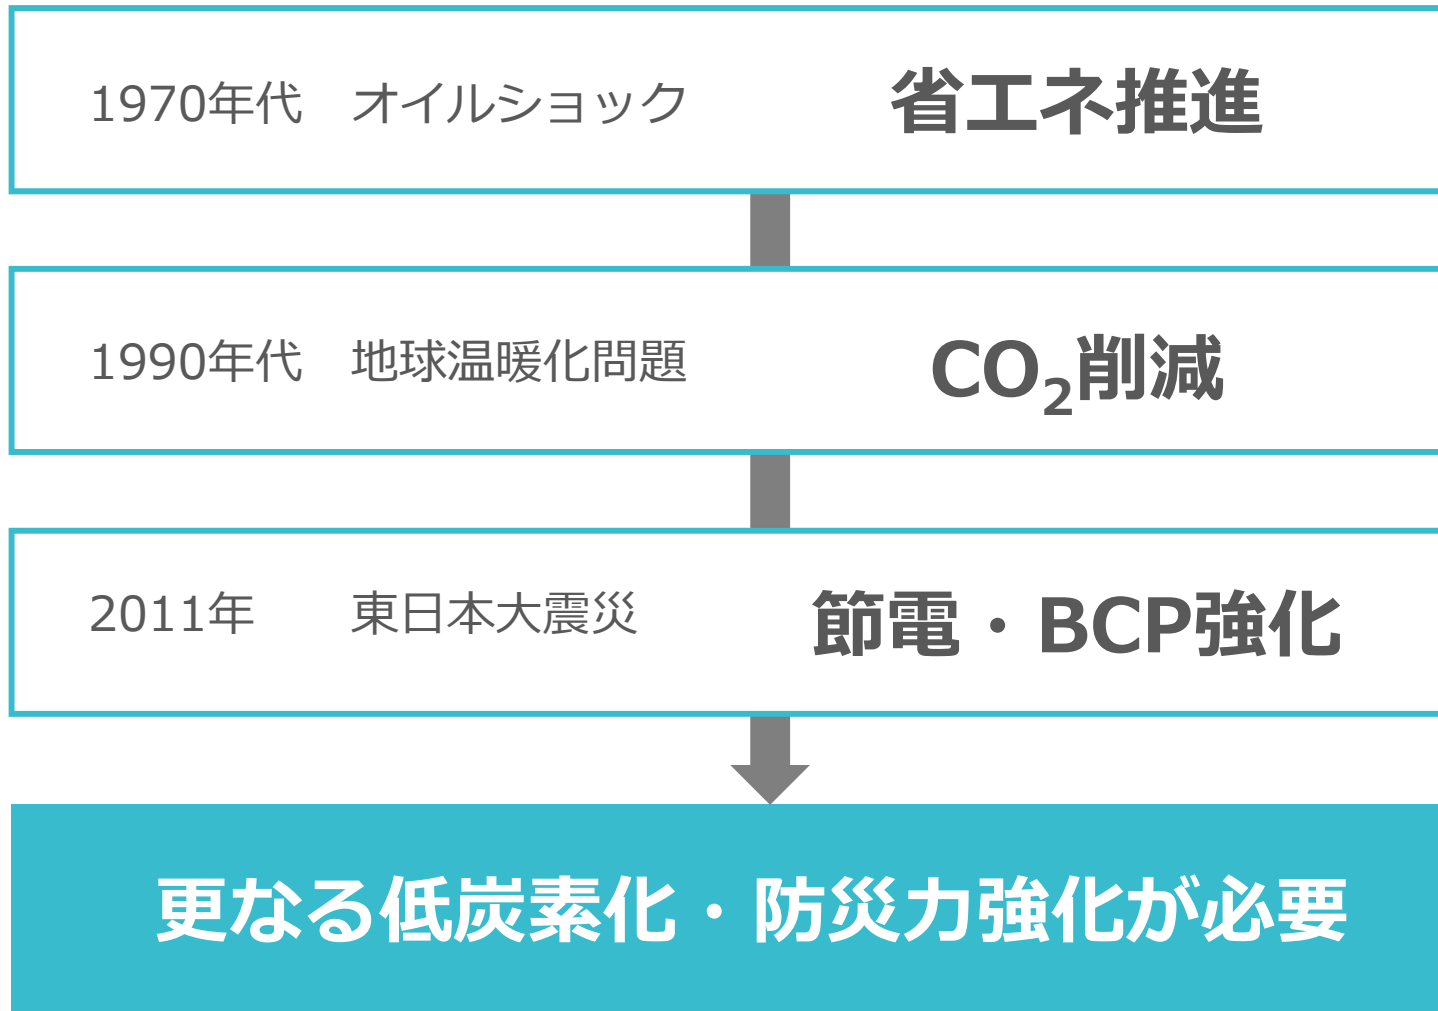 1970年代 オイルショック 省エネ推進
1990年代 地球温暖化問題 CO₂削減
2011年 東日本大震災 節電・BCP強化
更なる低炭素化・防災力強化が必要